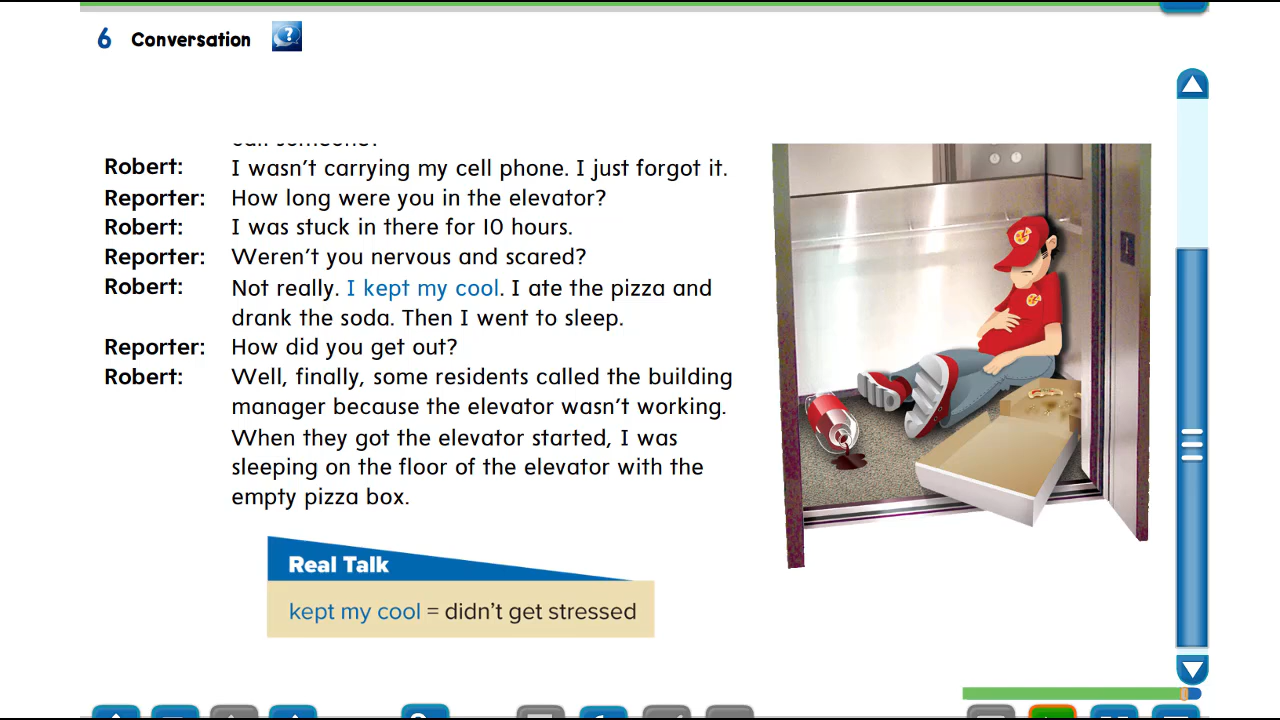 6 Conversation
Robert: I wasn't carrying my cell phone. I just forgot it.
Reporter: How long were you in the elevator?
Robert: I was stuck in there for 10 hours.
Reporter: Weren't you nervous and scared?
Robert: Not really. I kept my cool. I ate the pizza and
drank the soda. Then I went to sleep.
Reporter: How did you get out?
Robert: Well, finally, some residents called the building
manager because the elevator wasn't working.
When they got the elevator started, I was
sleeping on the floor of the elevator with the
empty pizza box.
Real Talk
kept my cool = didn't get stressed